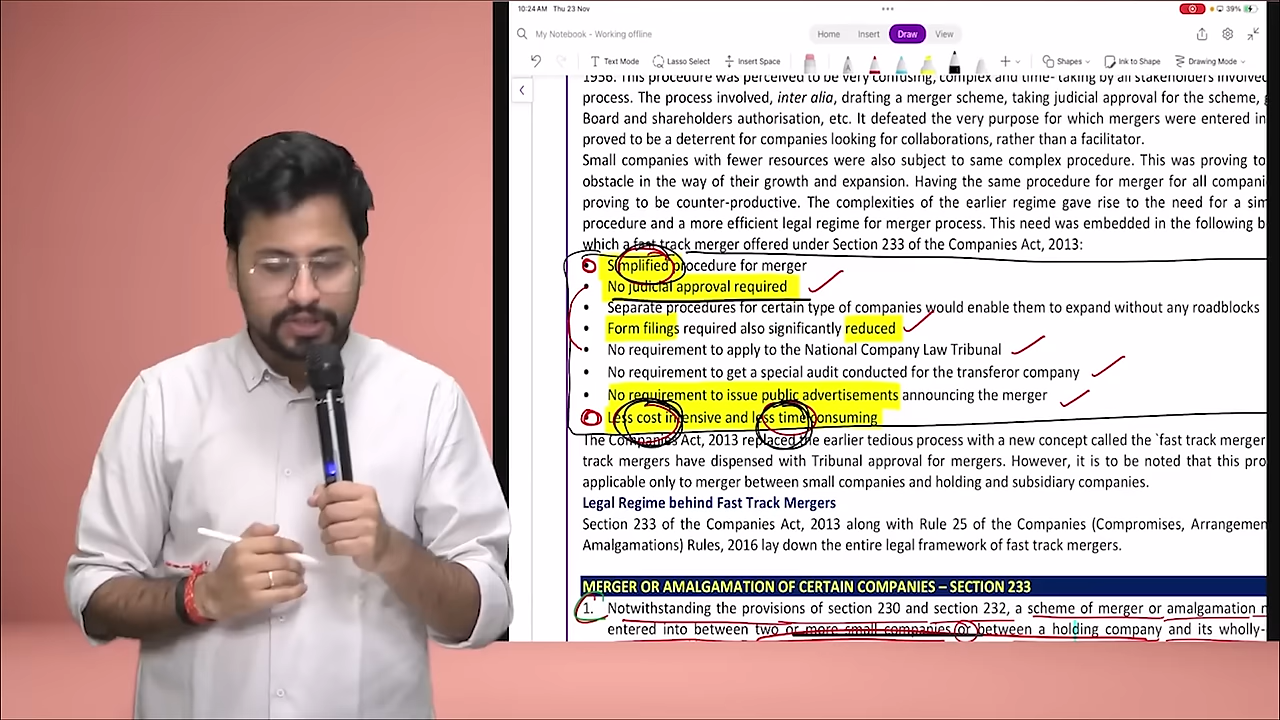 10:24 AM Thu 23 Nov
39%
My Notebook - Working offline
Home Insert Draw View
Text Mode Lasso Select Insert Space Shapes Ink to Shape Drawing Mode
1956. This procedure was perceived to be very confusing, complex and time- taking by all stakeholders involved
process. The process involved, inter alia, drafting a merger scheme, taking judicial approval for the scheme,
Board and shareholders authorisation, etc. It defeated the very purpose for which mergers were entered in
proved to be a deterrent for companies looking for collaborations, rather than a facilitator.
Small companies with fewer resources were also subject to same complex procedure. This was proving to
obstacle in the way of their growth and expansion. Having the same procedure for merger for all compani
proving to be counter-productive. The complexities of the earlier regime gave rise to the need for a sim
procedure and a more efficient legal regime for merger process. This need was embedded in the following b
which a fast track merger offered under Section 233 of the Companies Act, 2013:
• Simplified procedure for merger
• No judicial approval required
• Separate procedures for certain type of companies would enable them to expand without any roadblocks
• Form filings required also significantly reduced
• No requirement to apply to the National Company Law Tribunal
• No requirement to get a special audit conducted for the transferor company
• No requirement to issue public advertisements announcing the merger
• Less cost intensive and less time consuming
The Companies Act, 2013 replaced the earlier tedious process with a new concept called the `fast track merger
track mergers have dispensed with Tribunal approval for mergers. However, it is to be noted that this pro
applicable only to merger between small companies and holding and subsidiary companies.
Legal Regime behind Fast Track Mergers
Section 233 of the Companies Act, 2013 along with Rule 25 of the Companies (Compromises, Arrangemen
Amalgamations) Rules, 2016 lay down the entire legal framework of fast track mergers.
MERGER OR AMALGAMATION OF CERTAIN COMPANIES – SECTION 233
1. Notwithstanding the provisions of section 230 and section 232, a scheme of merger or amalgamation
entered into between two or more small companies or between a holding company and its wholly-